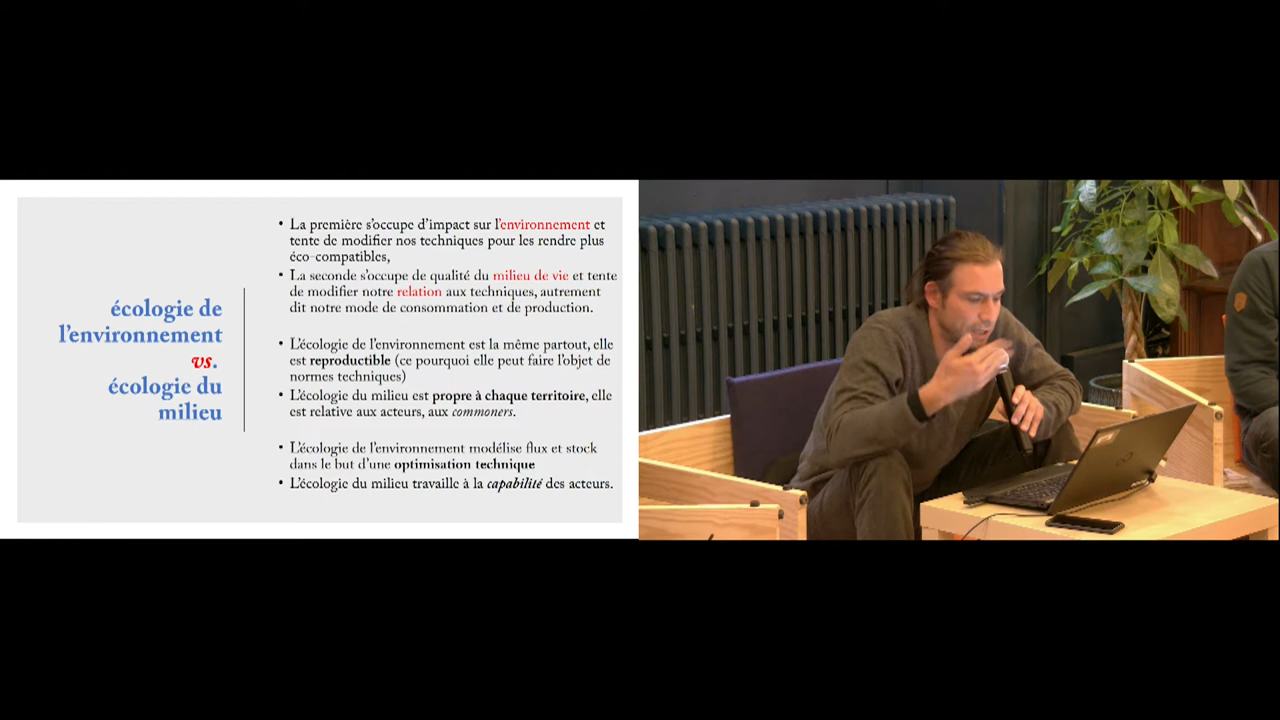 écologie de
l'environnement
vs.
écologie du
milieu
• La première s'occupe d'impact sur l'environnement et
tente de modifier nos techniques pour les rendre plus
éco-compatibles,
• La seconde s'occupe de qualité du milieu de vie et tente
de modifier notre relation aux techniques, autrement
dit notre mode de consommation et de production.
• L'écologie de l'environnement est la même partout, elle
est reproductible (ce pourquoi elle peut faire l'objet de
normes techniques)
• L'écologie du milieu est propre à chaque territoire, elle
est relative aux acteurs, aux commoners.
• L'écologie de l'environnement modélise flux et stock
dans le but d'une optimisation technique
• L'écologie du milieu travaille à la capabilité des acteurs.